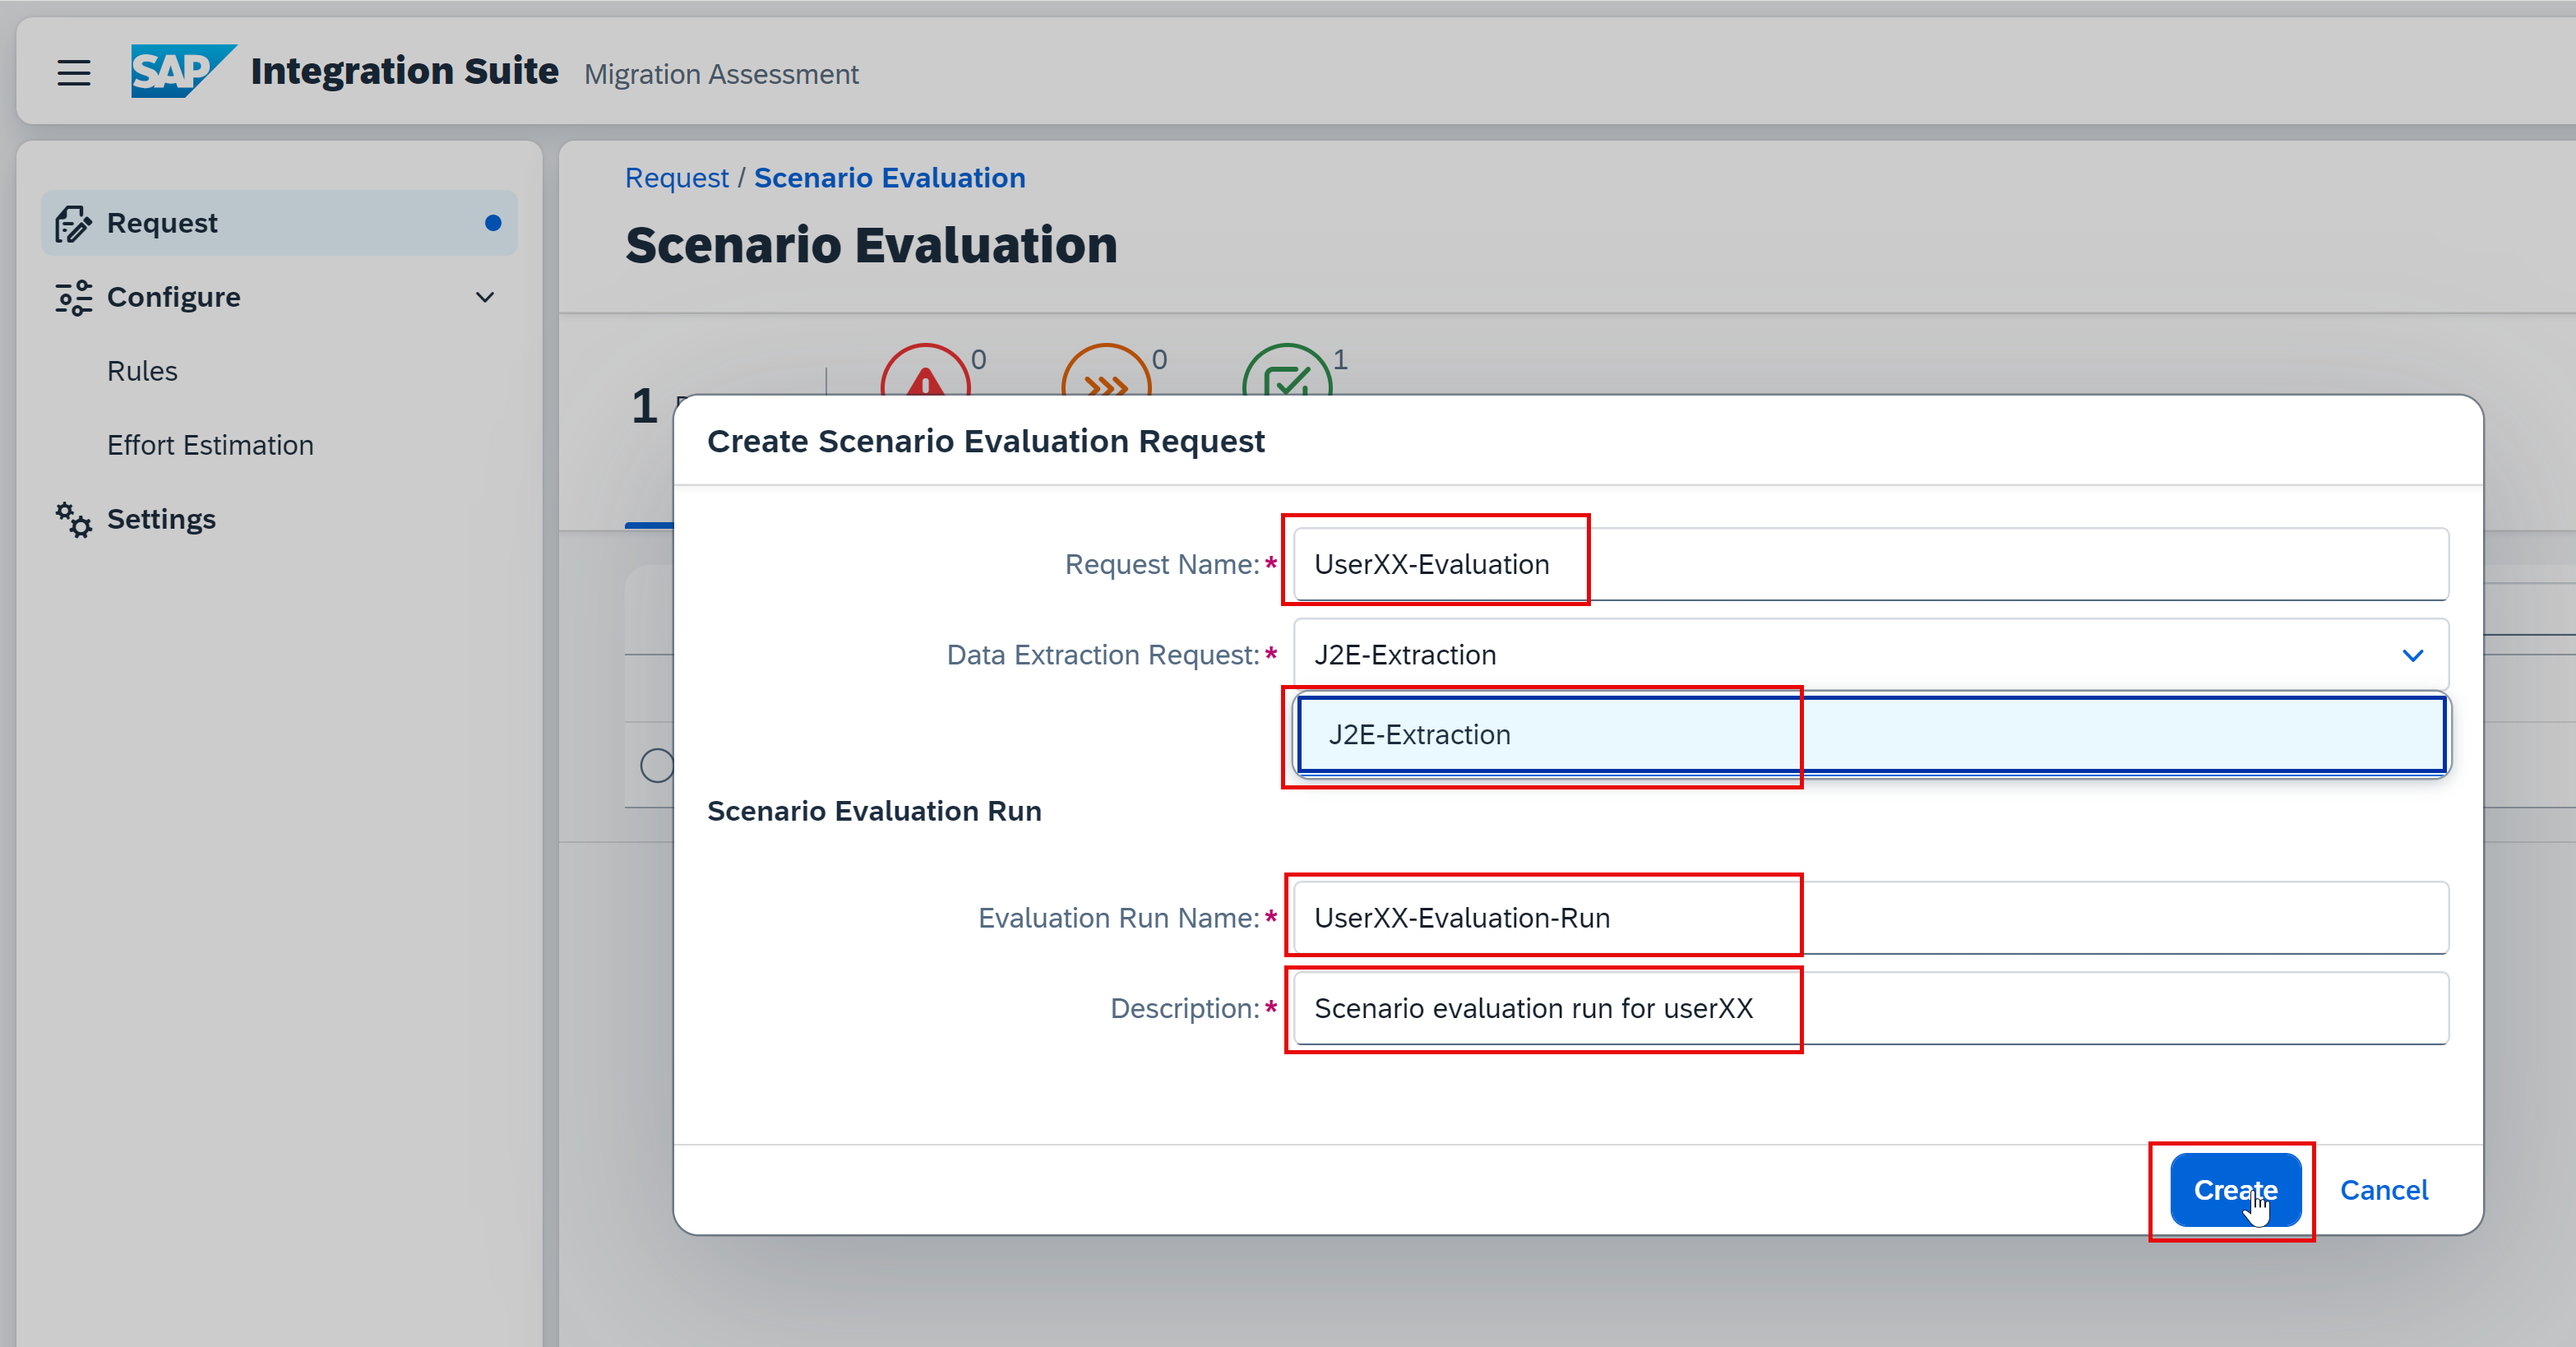 SAP Integration Suite Migration Assessment
Request
Configure
Rules
Effort Estimation
Settings
Request / Scenario Evaluation
Scenario Evaluation
0 0 1
1
Create Scenario Evaluation Request
Request Name:* UserXX-Evaluation
Data Extraction Request:* J2E-Extraction
J2E-Extraction
Scenario Evaluation Run
Evaluation Run Name:* UserXX-Evaluation-Run
Description:* Scenario evaluation run for userXX
Create Cancel